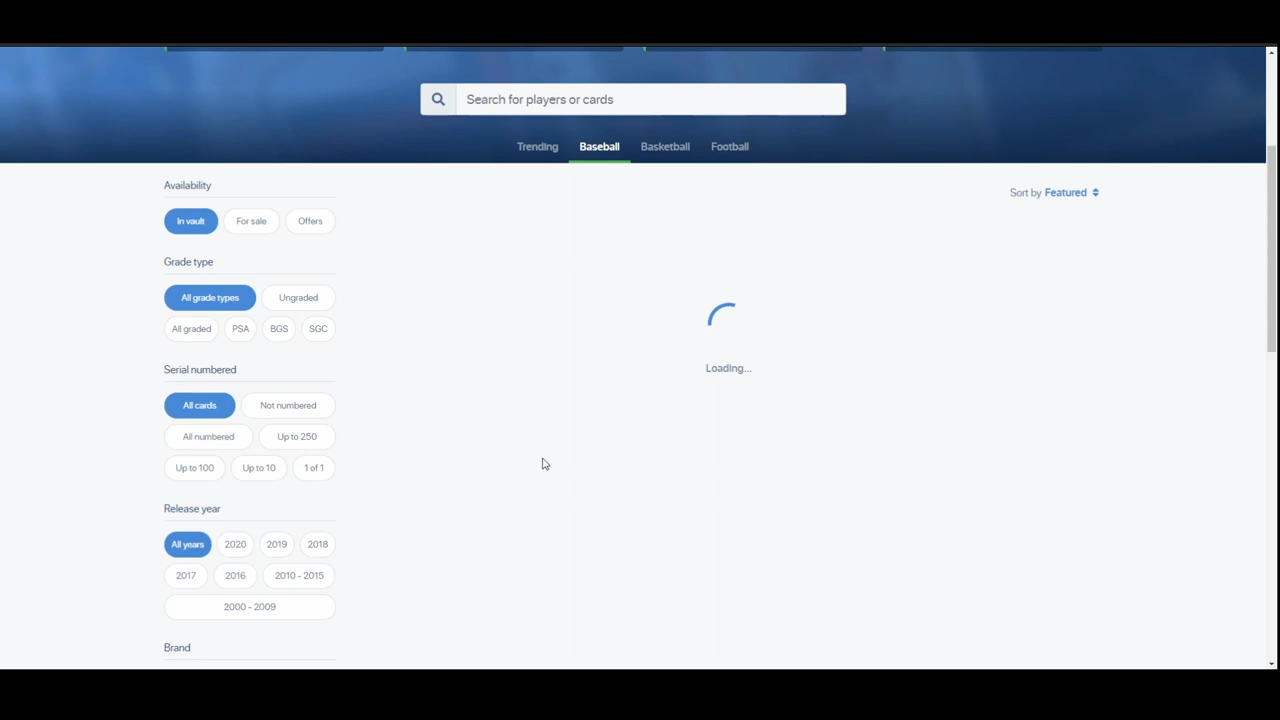 Search for players or cards
Trending Baseball Basketball Football
Availability
Sort by Featured
In vault For sale Offers
Grade type
All grade types Ungraded
All graded PSA BGS SGC
Serial numbered
Loading...
All cards Not numbered
All numbered Up to 250
Up to 100 Up to 10 1 of 1
Release year
All years 2020 2019 2018
2017 2016 2010 - 2015
2000 - 2009
Brand